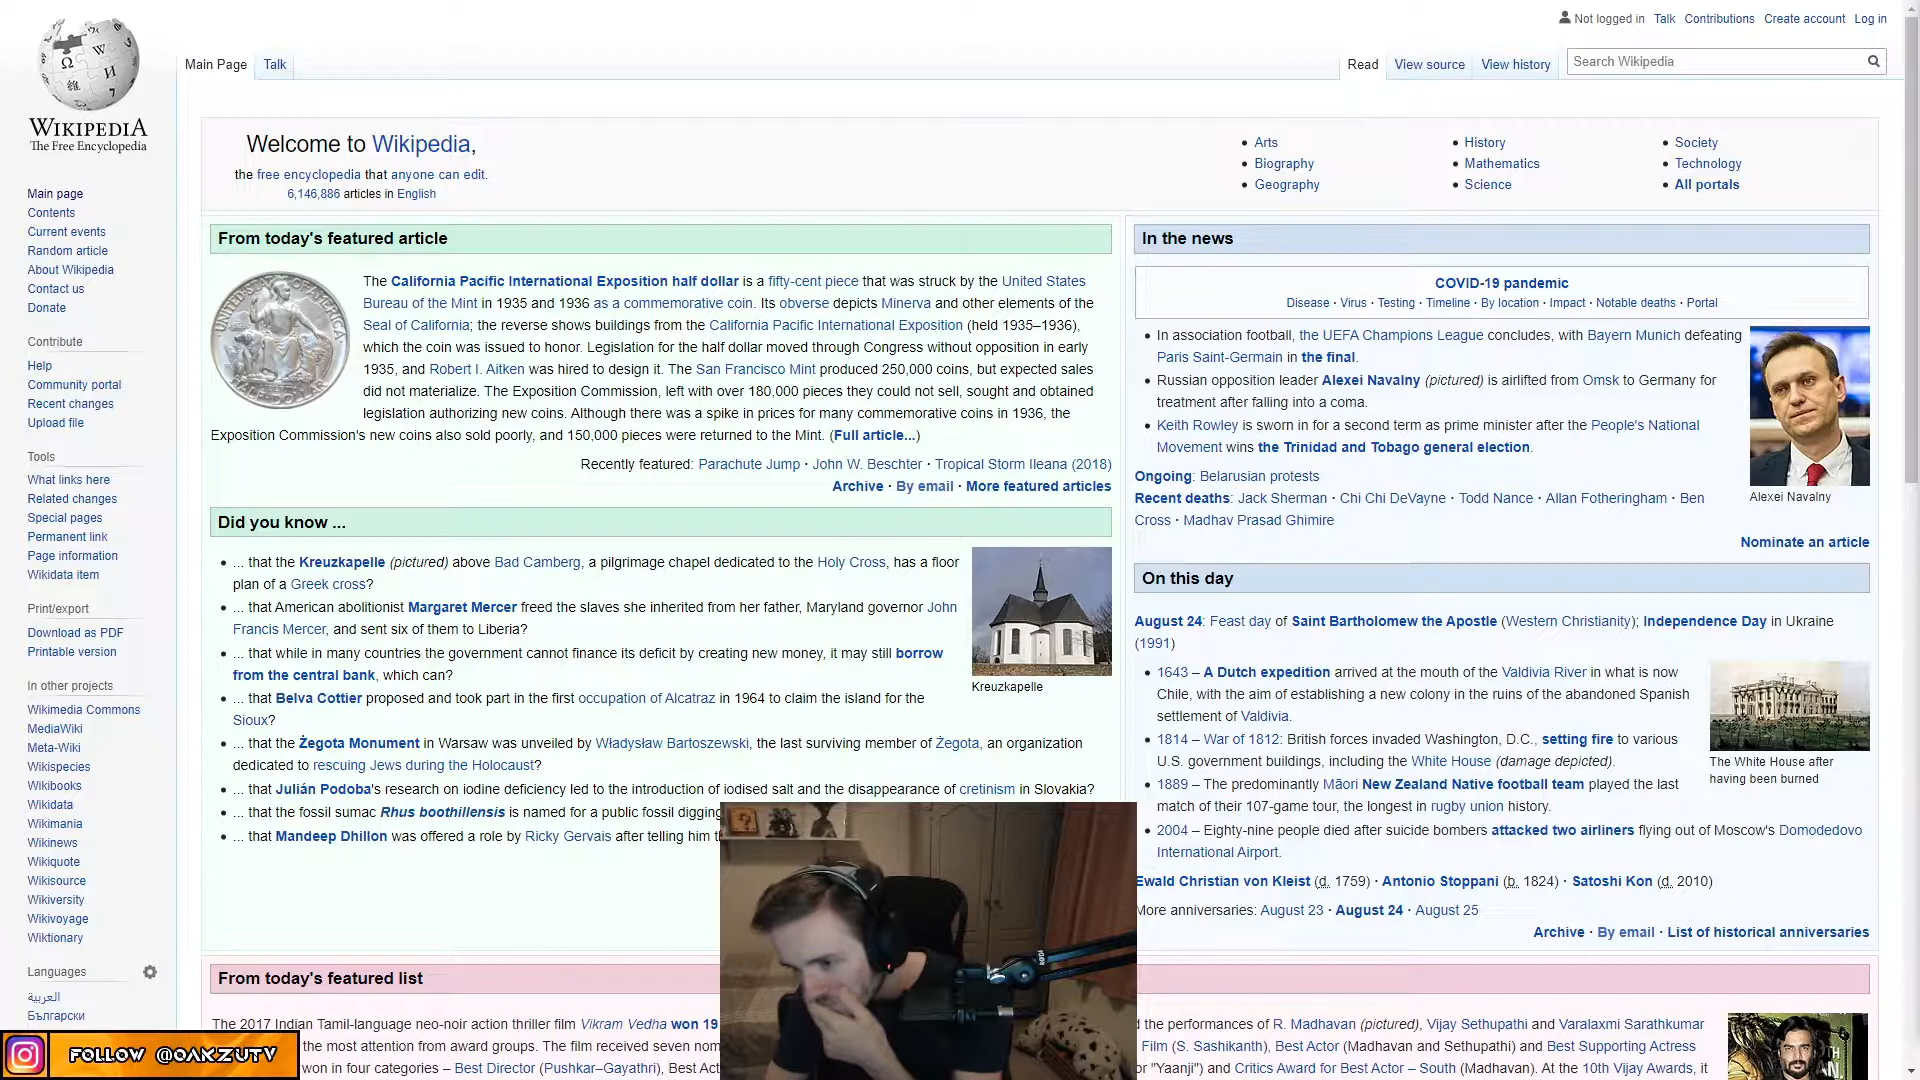 Not logged in Talk Contributions Create account Log in
Main Page Talk Read View source View history Search Wikipedia
WIKIPEDIA
The Free Encyclopedia
Main page
Contents
Current events
Random article
About Wikipedia
Contact us
Donate
Contribute
Help
Community portal
Recent changes
Upload file
Tools
What links here
Related changes
Special pages
Permanent link
Page information
Wikidata item
Print/export
Download as PDF
Printable version
In other projects
Wikimedia Commons
MediaWiki
Meta-Wiki
Wikispecies
Wikibooks
Wikidata
Wikimania
Wikinews
Wikiquote
Wikisource
Wikiversity
Wikivoyage
Wiktionary
Languages
العربية
Български
Welcome to Wikipedia,
the free encyclopedia that anyone can edit.
6,146,886 articles in English
Arts
Biography
Geography
History
Mathematics
Science
Society
Technology
All portals
From today's featured article
The California Pacific International Exposition half dollar is a fifty-cent piece that was struck by the United States
Bureau of the Mint in 1935 and 1936 as a commemorative coin. Its obverse depicts Minerva and other elements of the
Seal of California; the reverse shows buildings from the California Pacific International Exposition (held 1935–1936),
which the coin was issued to honor. Legislation for the half dollar moved through Congress without opposition in early
1935, and Robert I. Aitken was hired to design it. The San Francisco Mint produced 250,000 coins, but expected sales
did not materialize. The Exposition Commission, left with over 180,000 pieces they could not sell, sought and obtained
legislation authorizing new coins. Although there was a spike in prices for many commemorative coins in 1936, the
Exposition Commission's new coins also sold poorly, and 150,000 pieces were returned to the Mint. (Full article...)
Recently featured: Parachute Jump · John W. Beschter · Tropical Storm Ileana (2018)
Archive · By email · More featured articles
Did you know ...
... that the Kreuzkapelle (pictured) above Bad Camberg, a pilgrimage chapel dedicated to the Holy Cross, has a floor
plan of a Greek cross?
... that American abolitionist Margaret Mercer freed the slaves she inherited from her father, Maryland governor John
Francis Mercer, and sent six of them to Liberia?
... that while in many countries the government cannot finance its deficit by creating new money, it may still borrow
from the central bank, which can?
... that Belva Cottier proposed and took part in the first occupation of Alcatraz in 1964 to claim the island for the
Sioux?
... that the Żegota Monument in Warsaw was unveiled by Władysław Bartoszewski, the last surviving member of Żegota, an organization
dedicated to rescuing Jews during the Holocaust?
... that Julián Podoba's research on iodine deficiency led to the introduction of iodised salt and the disappearance of cretinism in Slovakia?
... that the fossil sumac Rhus boothillensis is named for a public fossil digging
... that Mandeep Dhillon was offered a role by Ricky Gervais after telling him
Kreuzkapelle
In the news
COVID-19 pandemic
Disease · Virus · Testing · Timeline · By location · Impact · Notable deaths · Portal
In association football, the UEFA Champions League concludes, with Bayern Munich defeating
Paris Saint-Germain in the final.
Russian opposition leader Alexei Navalny (pictured) is airlifted from Omsk to Germany for
treatment after falling into a coma.
Keith Rowley is sworn in for a second term as prime minister after the People's National
Movement wins the Trinidad and Tobago general election.
Alexei Navalny
Ongoing: Belarusian protests
Recent deaths: Jack Sherman · Chi Chi DeVayne · Todd Nance · Allan Fotheringham · Ben
Cross · Madhav Prasad Ghimire
Nominate an article
On this day
August 24: Feast day of Saint Bartholomew the Apostle (Western Christianity); Independence Day in Ukraine
(1991)
1643 – A Dutch expedition arrived at the mouth of the Valdivia River in what is now
Chile, with the aim of establishing a new colony in the ruins of the abandoned Spanish
settlement of Valdivia.
1814 – War of 1812: British forces invaded Washington, D.C., setting fire to various
U.S. government buildings, including the White House (damage depicted).
1889 – The predominantly Māori New Zealand Native football team played the last
match of their 107-game tour, the longest in rugby union history.
2004 – Eighty-nine people died after suicide bombers attacked two airliners flying out of Moscow's Domodedovo
International Airport.
The White House after
having been burned
Ewald Christian von Kleist (d. 1759) · Antonio Stoppani (b. 1824) · Satoshi Kon (d. 2010)
More anniversaries: August 23 · August 24 · August 25
Archive · By email · List of historical anniversaries
From today's featured list
The 2017 Indian Tamil-language neo-noir action thriller film Vikram Vedha won 19
the most attention from award groups. The film received seven nom
won in four categories – Best Director (Pushkar–Gayathri), Best Act
d the performances of R. Madhavan (pictured), Vijay Sethupathi and Varalaxmi Sarathkumar
Film (S. Sashikanth), Best Actor (Madhavan and Sethupathi) and Best Supporting Actress
or "Yaanji") and Critics Award for Best Actor – South (Madhavan). At the 10th Vijay Awards, it
FOLLOW @OAKZUTV